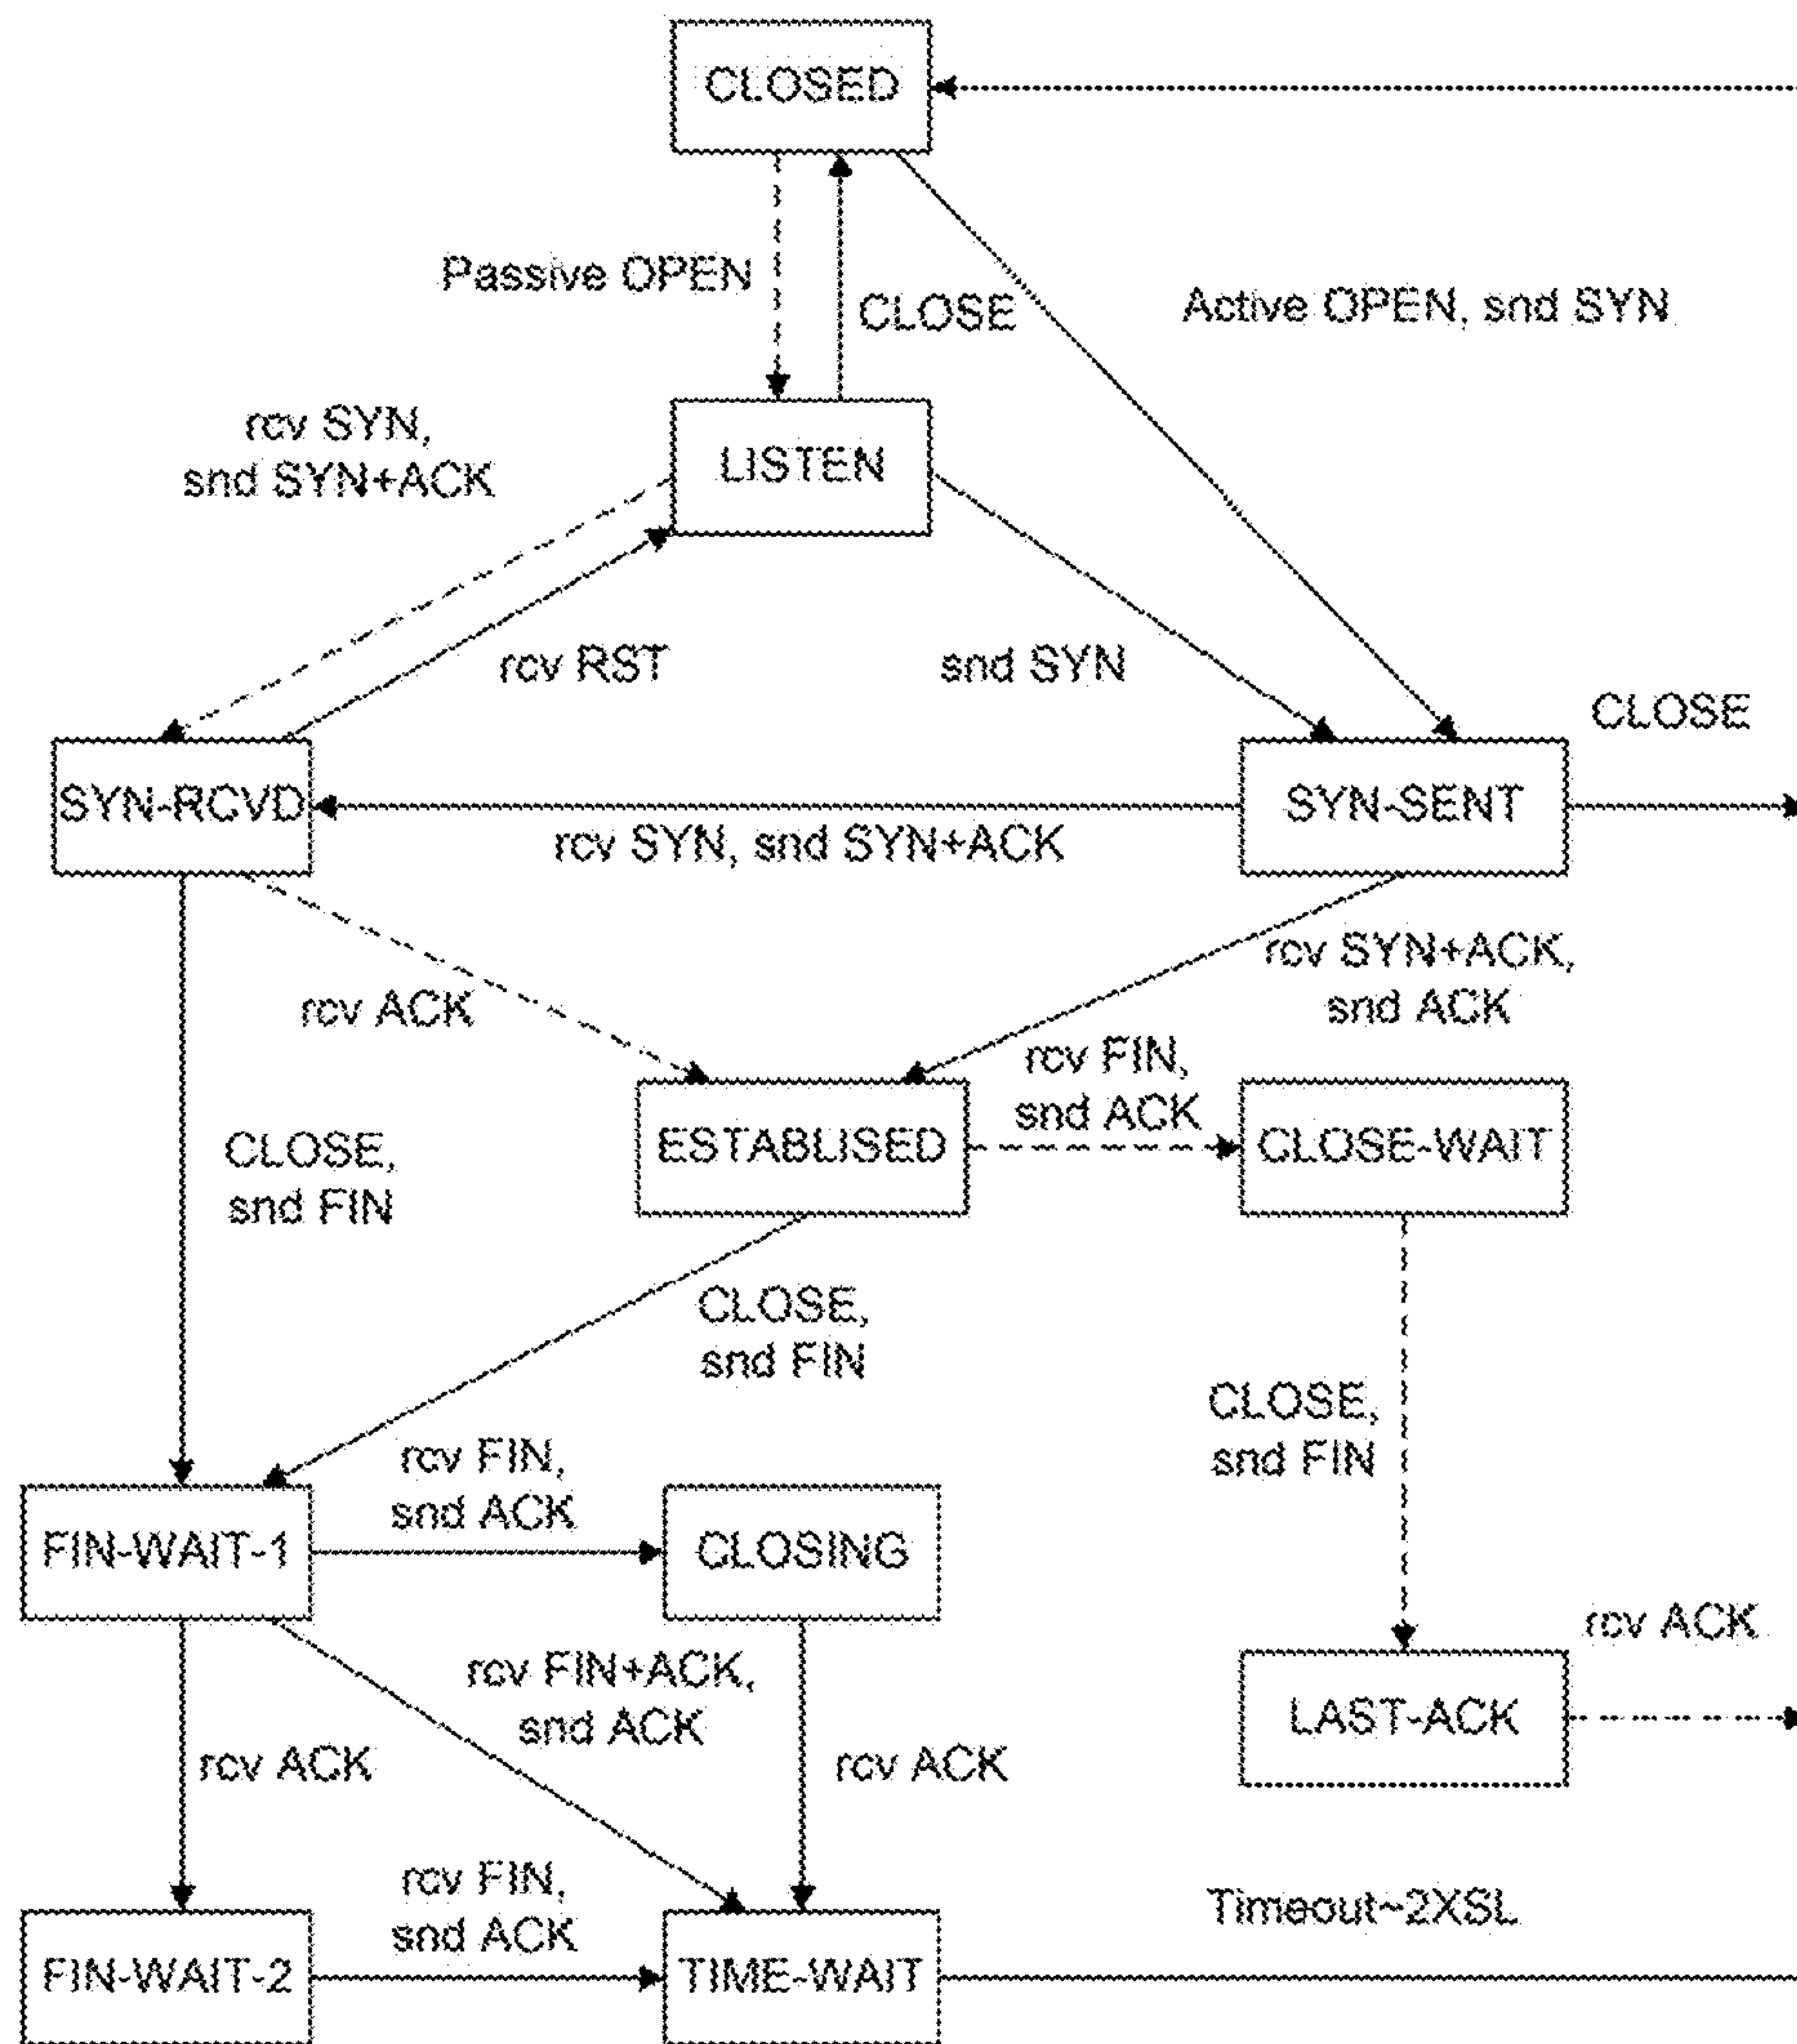 CLOSED
Passive OPEN
CLOSE
Active OPEN, snd SYN
rcv SYN,
snd SYN+ACK
LISTEN
rcv RST
snd SYN
CLOSE
SYN-RCVD
SYN-SENT
rcv SYN, snd SYN+ACK
rcv SYN+ACK,
snd ACK
rcv ACK
rcv FIN,
snd ACK
ESTABLISED
CLOSE-WAIT
CLOSE,
snd FIN
CLOSE,
snd FIN
CLOSE,
snd FIN
rcv FIN,
snd ACK
FIN-WAIT-1
CLOSING
rcv ACK
rcv FIN+ACK,
snd ACK
LAST-ACK
rcv ACK
rcv ACK
rcv FIN,
snd ACK
Timeout~2XSL
FIN-WAIT-2
TIME-WAIT